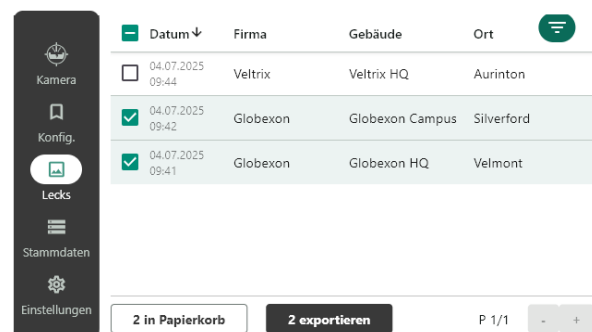 Kamera
Konfig.
Lecks
Stammdaten
Einstellungen
Datum Firma Gebäude Ort
04.07.2025
09:44 Veltrix Veltrix HQ Aurinton
04.07.2025
09:42 Globexon Globexon Campus Silverford
04.07.2025
09:41 Globexon Globexon HQ Velmont
2 in Papierkorb 2 exportieren P 1/1 - +